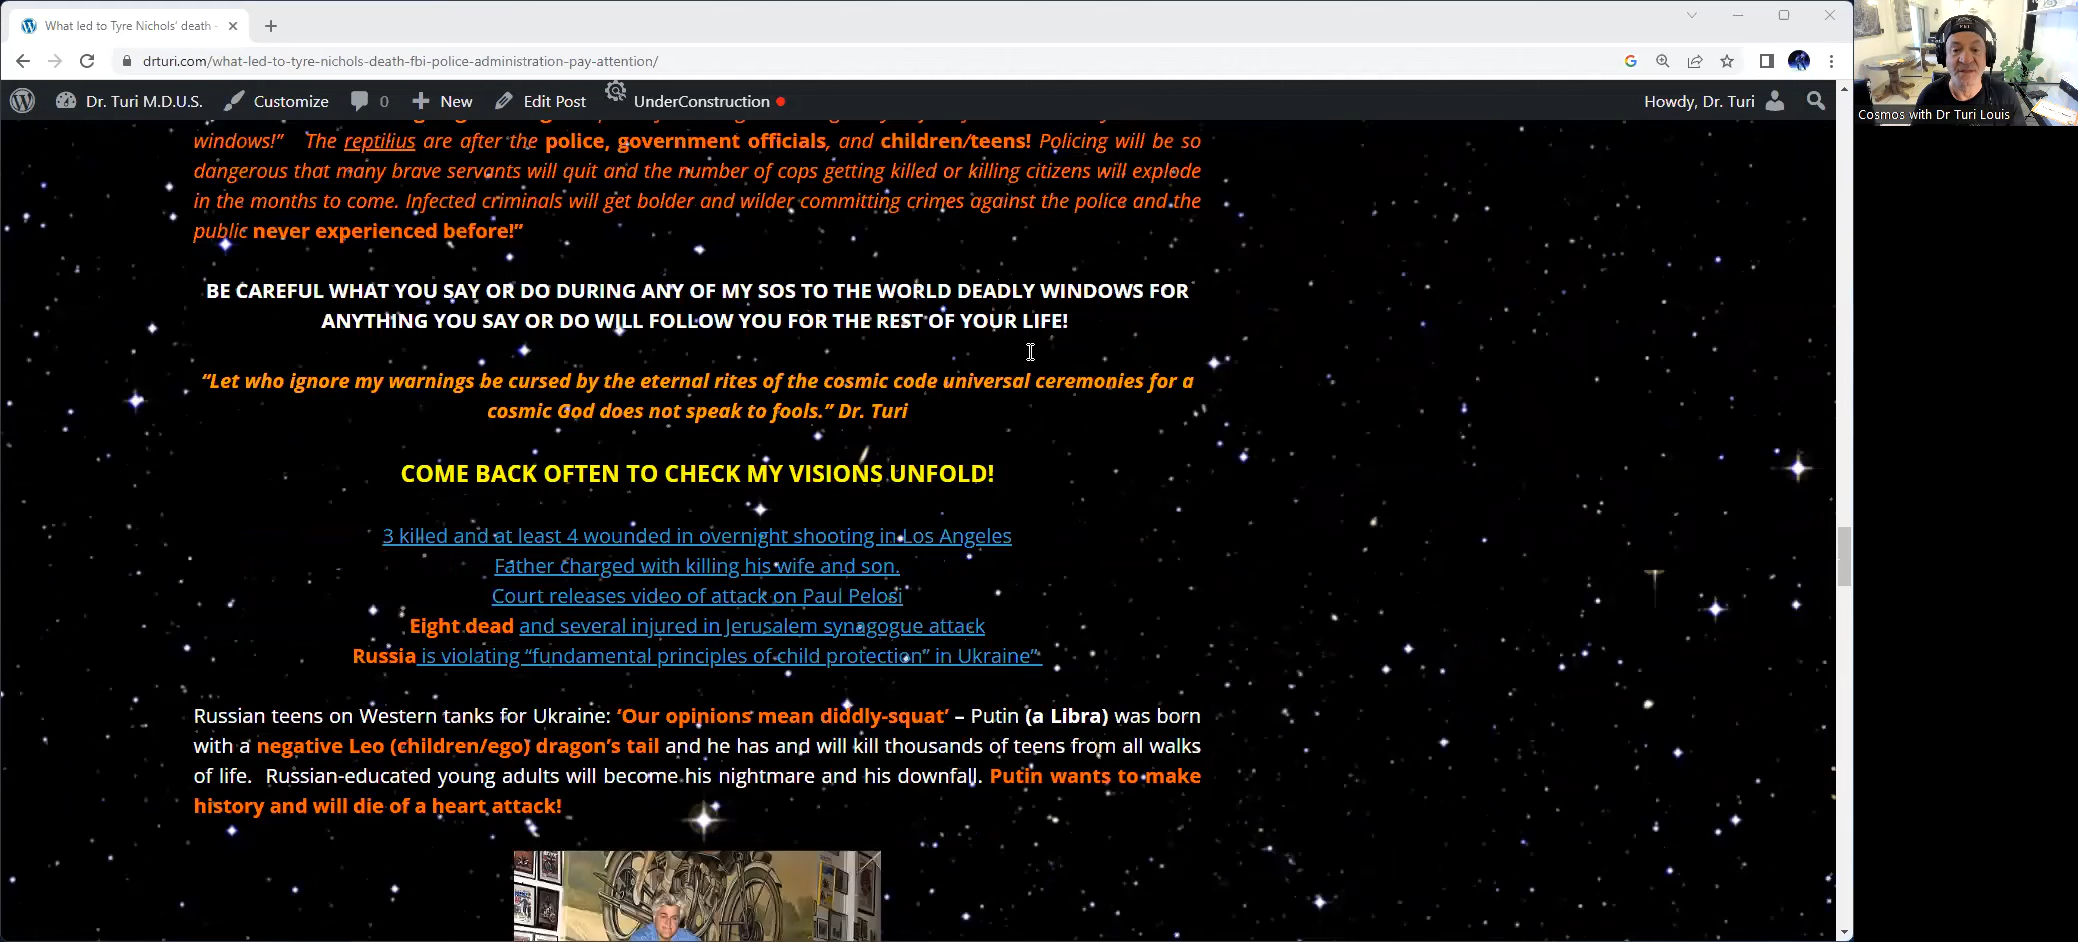 What led to Tyre Nichols' death -
drturi.com/what-led-to-tyre-nichols-death-fbi-police-administration-pay-attention/
Dr. Turi M.D.U.S. Customize 0 New Edit Post UnderConstruction Howdy, Dr. Turi
Cosmos with Dr Turi Louis
windows!” The reptilius are after the police, government officials, and children/teens! Policing will be so
dangerous that many brave servants will quit and the number of cops getting killed or killing citizens will explode
in the months to come. Infected criminals will get bolder and wilder committing crimes against the police and the
public never experienced before!”
BE CAREFUL WHAT YOU SAY OR DO DURING ANY OF MY SOS TO THE WORLD DEADLY WINDOWS FOR
ANYTHING YOU SAY OR DO WILL FOLLOW YOU FOR THE REST OF YOUR LIFE!
“Let who ignore my warnings be cursed by the eternal rites of the cosmic code universal ceremonies for a
cosmic God does not speak to fools.” Dr. Turi
COME BACK OFTEN TO CHECK MY VISIONS UNFOLD!
3 killed and at least 4 wounded in overnight shooting in Los Angeles
Father charged with killing his wife and son.
Court releases video of attack on Paul Pelosi
Eight dead and several injured in Jerusalem synagogue attack
Russia is violating “fundamental principles of child protection” in Ukraine”
Russian teens on Western tanks for Ukraine: ‘Our opinions mean diddly-squat’ – Putin (a Libra) was born
with a negative Leo (children/ego) dragon’s tail and he has and will kill thousands of teens from all walks
of life. Russian-educated young adults will become his nightmare and his downfall. Putin wants to make
history and will die of a heart attack!